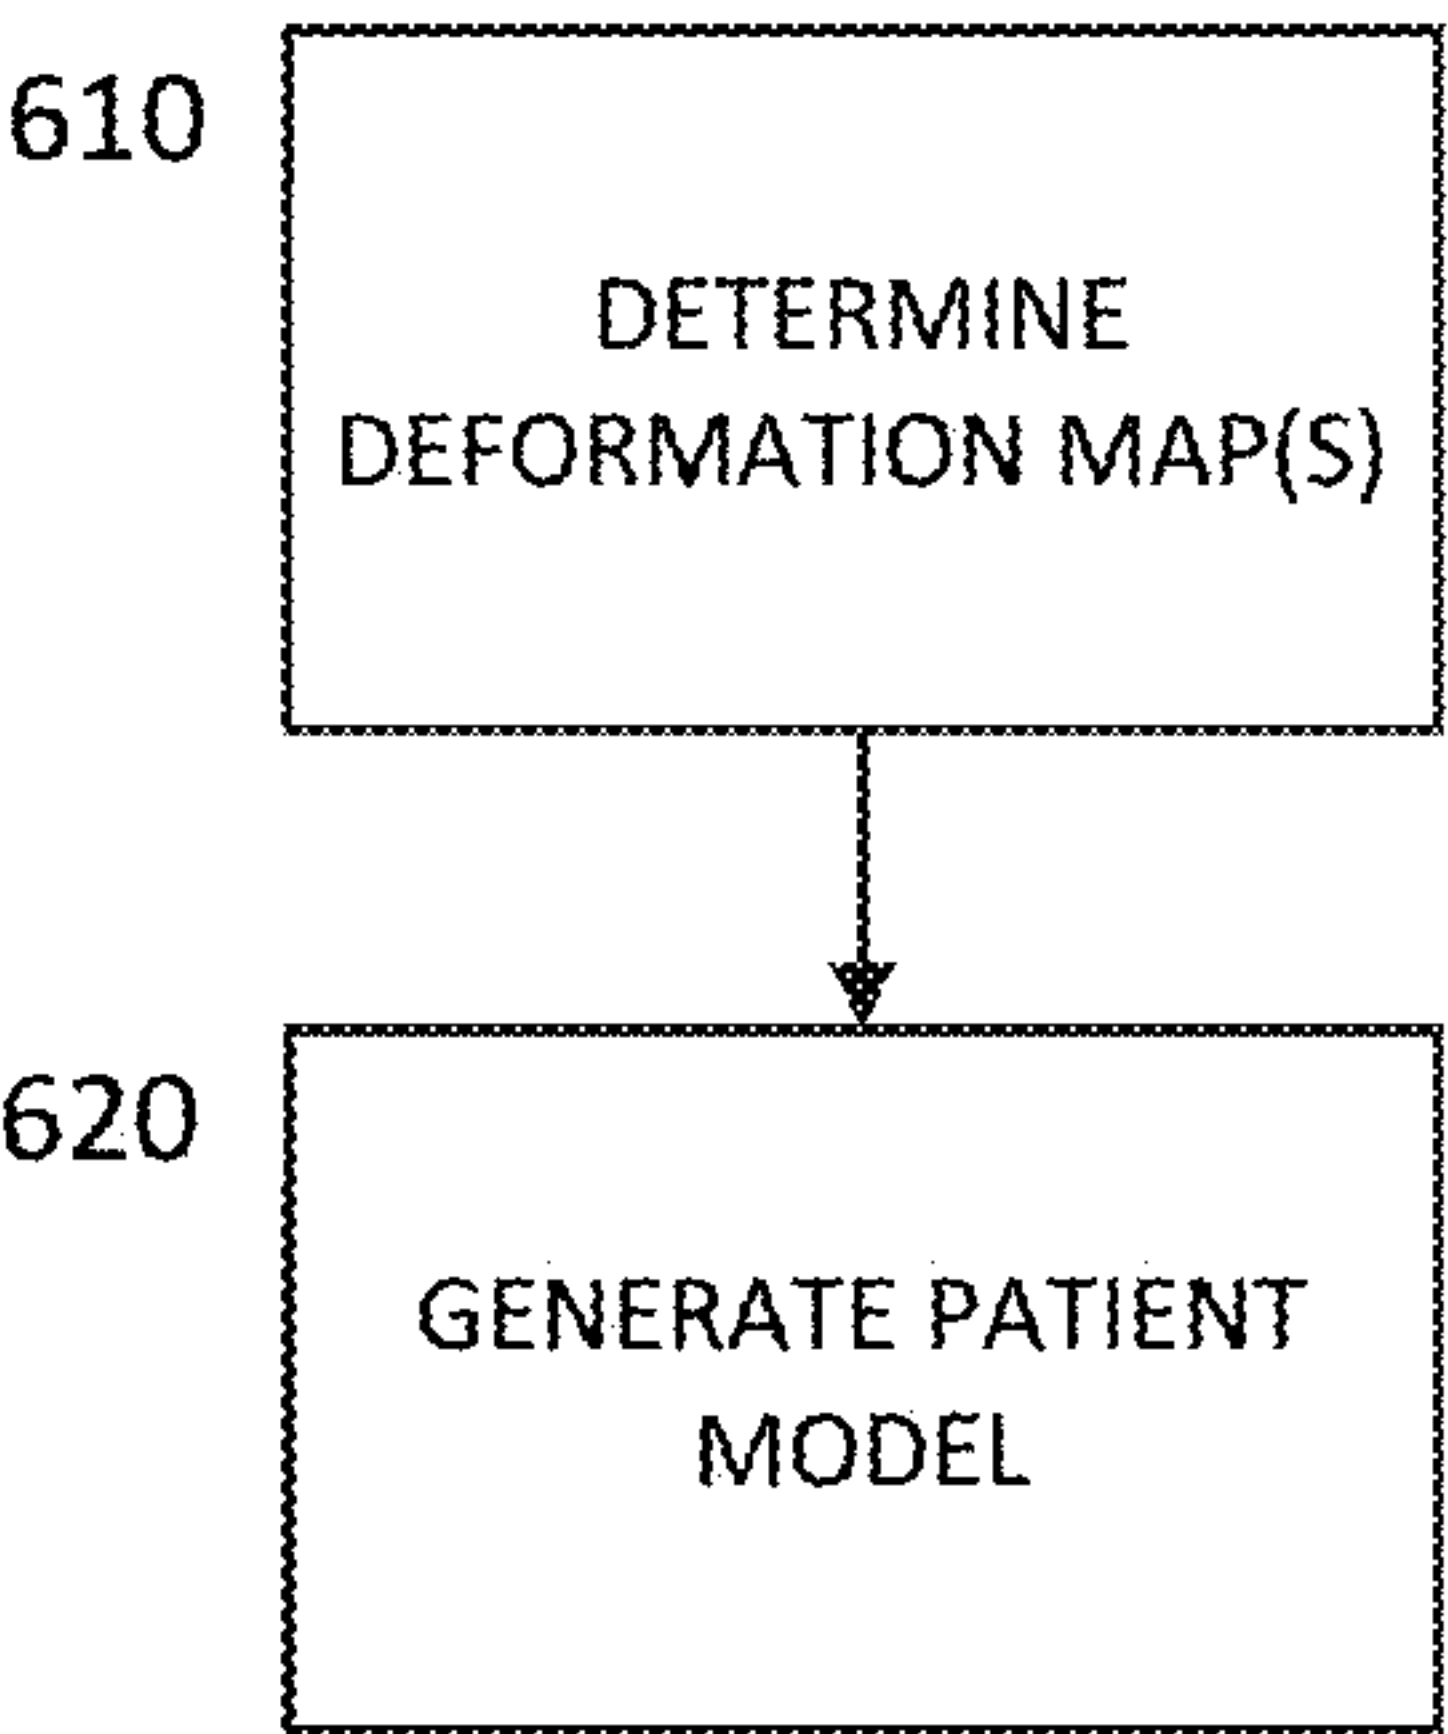 610
DETERMINE
DEFORMATION MAP(S)
620
GENERATE PATIENT
MODEL